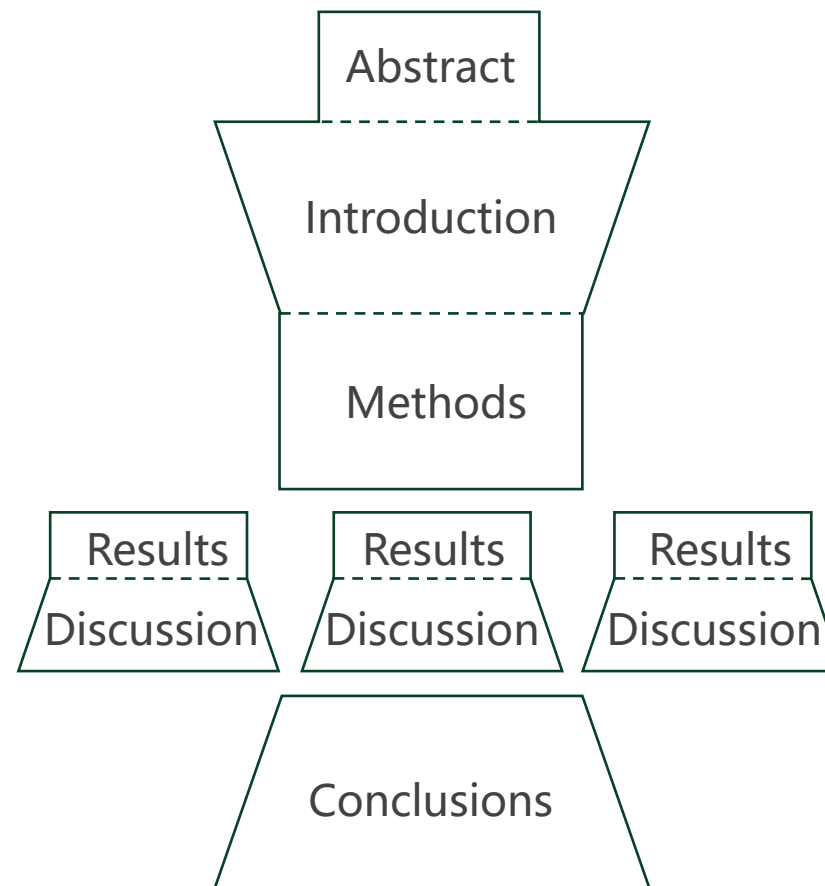 Abstract
Introduction
Methods
Results Results Results
Discussion Discussion Discussion
Conclusions